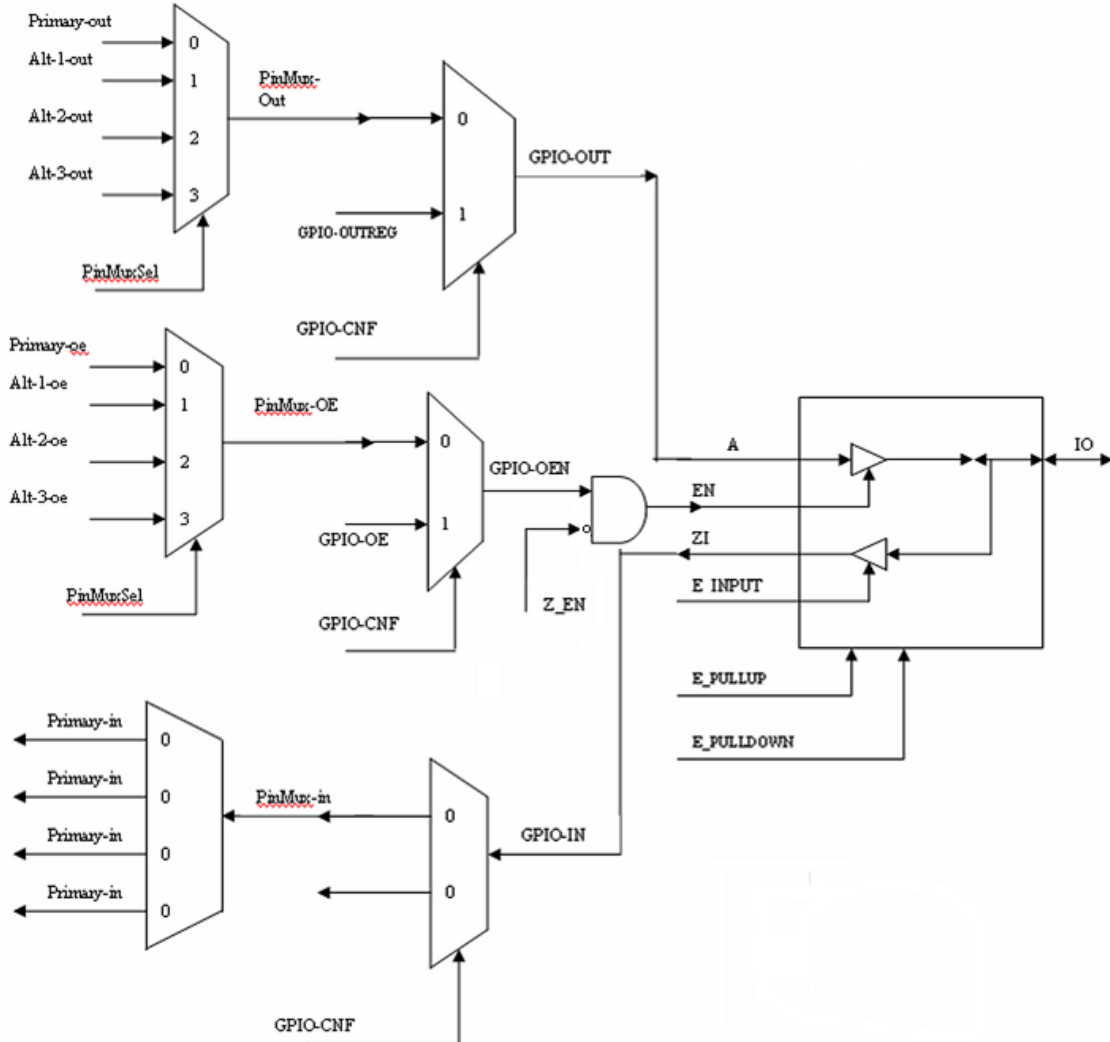 Primary-out
0
Alt-1-out
1
PinMux-
Out
Alt-2-out
2
0
Alt-3-out
3
GPIO-OUT
1
GPIO-OUTREG
PinMuxSel
GPIO-CNF
Primary-oe
0
Alt-1-oe
1
PinMux-OE
Alt-2-oe
2
0
Alt-3-oe
3
GPIO-OEN
1
GPIO-OE
PinMuxSel
GPIO-CNF
Z_EN
A
IO
EN
ZI
E_INPUT
E_PULLUP
E_PULLDOWN
Primary-in
0
Primary-in
0
PinMux-in
0
Primary-in
0
GPIO-IN
Primary-in
0
0
GPIO-CNF